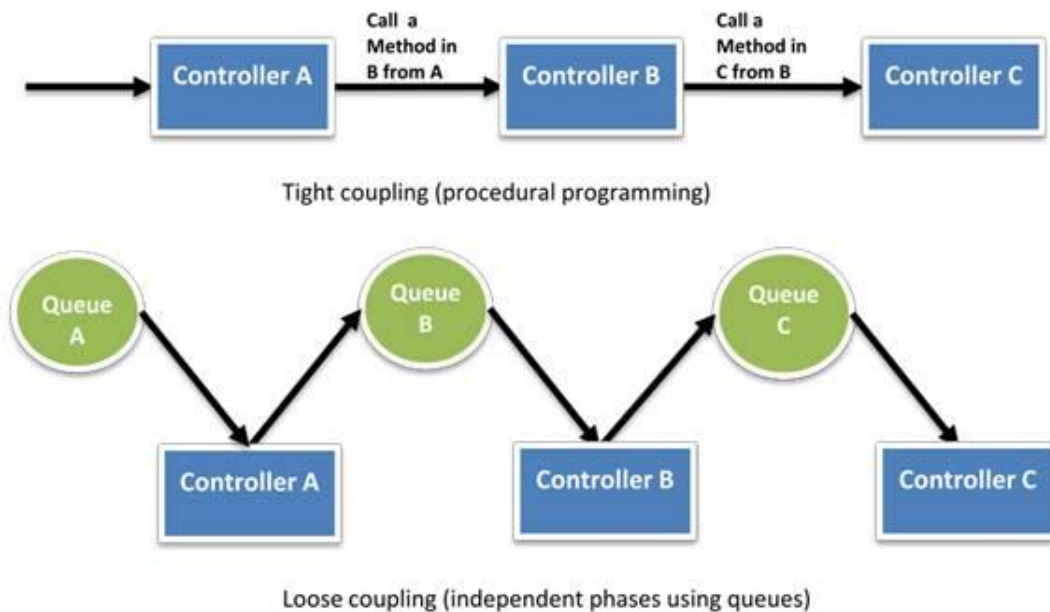 Controller A
Call a
Method in
B from A
Controller B
Call a
Method in
C from B
Controller C
Tight coupling (procedural programming)
Queue
A
Queue
B
Queue
C
Controller A
Controller B
Controller C
Loose coupling (independent phases using queues)